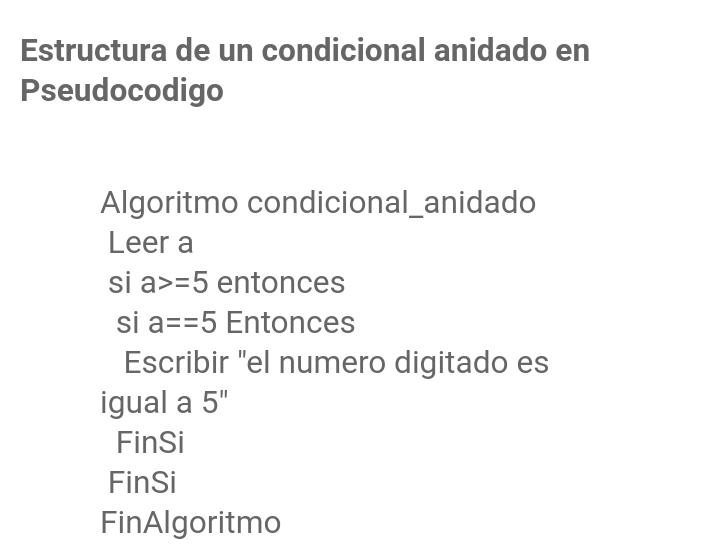 Estructura de un condicional anidado en
Pseudocodigo
Algoritmo condicional_anidado
Leer a
si a>=5 entonces
si a==5 Entonces
Escribir "el numero digitado es
igual a 5"
FinSi
FinSi
FinAlgoritmo